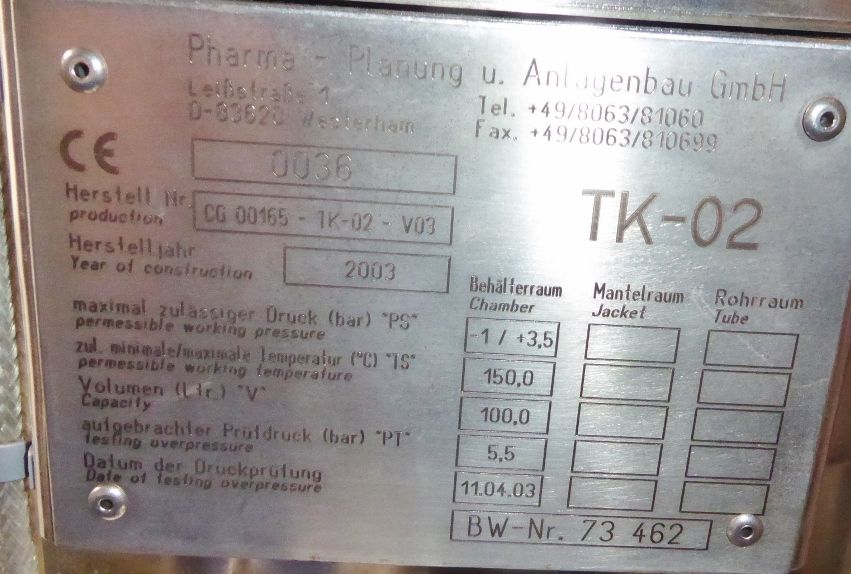 Pharma - Planung u. Anlagenbau GmbH
Leißstraße 1
D-83620 Westerham
Tel. +49/8063/81060
Fax. +49/8063/810699
CE 0036
Herstell Nr.
production
CG 00165 - TK-02 - V03
TK-02
Herstelljahr
Year of construction
2003
Behälterraum Mantelraum Rohrraum
Chamber Jacket Tube
maximal zulässiger Druck (bar) "PS"
permessible working pressure
-1 / +3,5
zul. minimale/maximale Temperatur (°C) "TS"
permessible working temperature
150,0
Volumen (Ltr.) "V"
Capacity
100,0
aufgebrachter Prüfdruck (bar) "PT"
testing overpressure
5,5
Datum der Druckprüfung
Date of testing overpressure
11.04.03
BW-Nr. 73 462